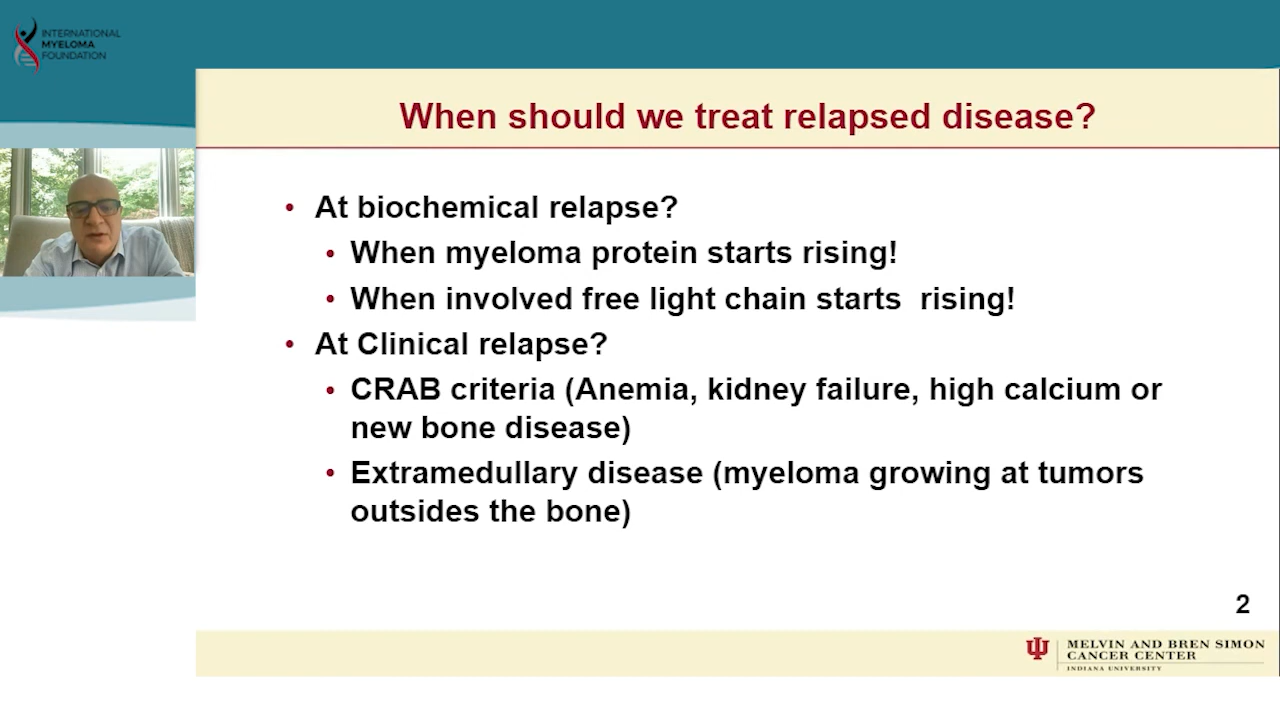 INTERNATIONAL
MYELOMA
FOUNDATION
When should we treat relapsed disease?
• At biochemical relapse?
• When myeloma protein starts rising!
• When involved free light chain starts  rising!
• At Clinical relapse?
• CRAB criteria (Anemia, kidney failure, high calcium or
new bone disease)
• Extramedullary disease (myeloma growing at tumors
outsides the bone)
2
MELVIN AND BREN SIMON
CANCER CENTER
INDIANA UNIVERSITY